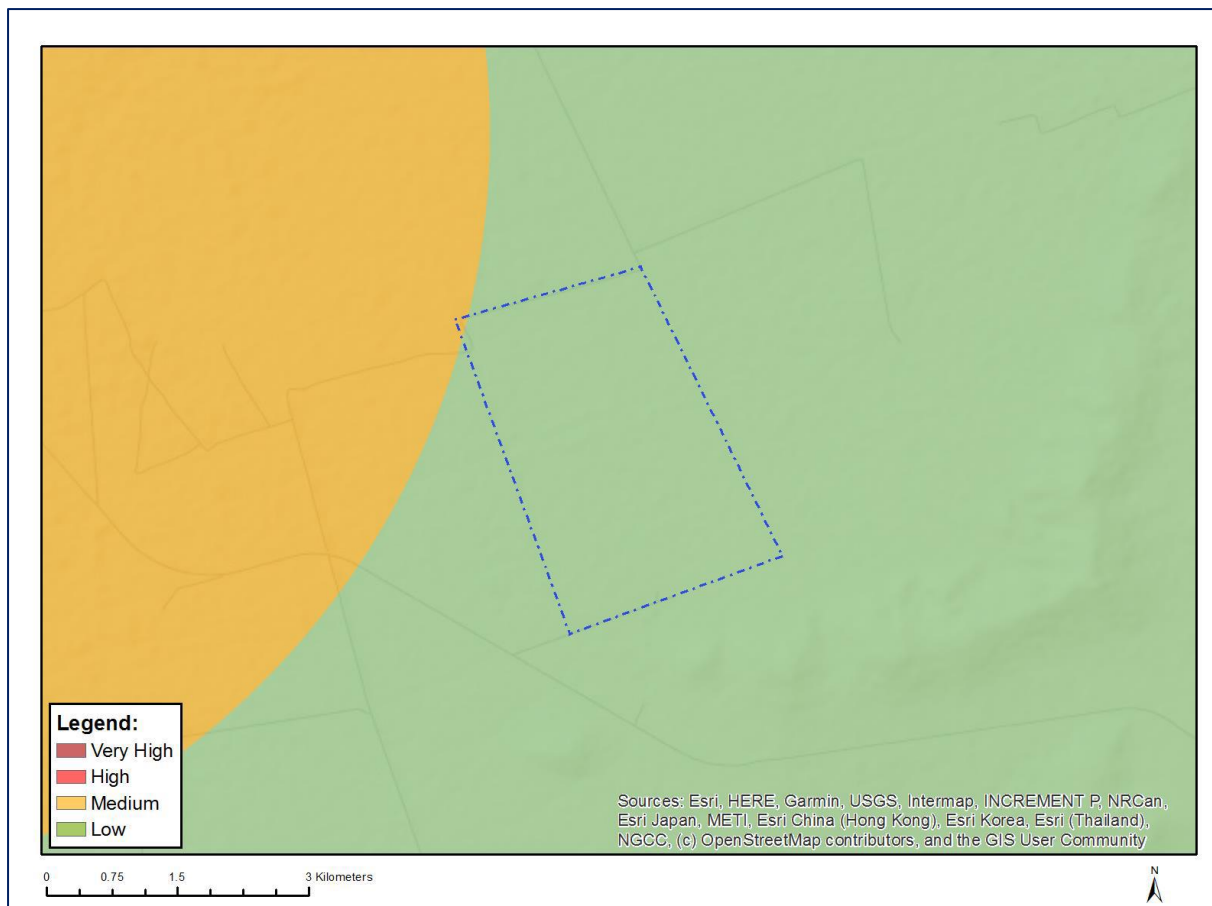 Legend:
Very High
High
Medium
Low
Sources: Esri, HERE, Garmin, USGS, Intermap, INCREMENT P, NRCan,
Esri Japan, METI, Esri China (Hong Kong), Esri Korea, Esri (Thailand),
NGCC, (c) OpenStreetMap contributors, and the GIS User Community
0 0.75 1.5 3 Kilometers
N